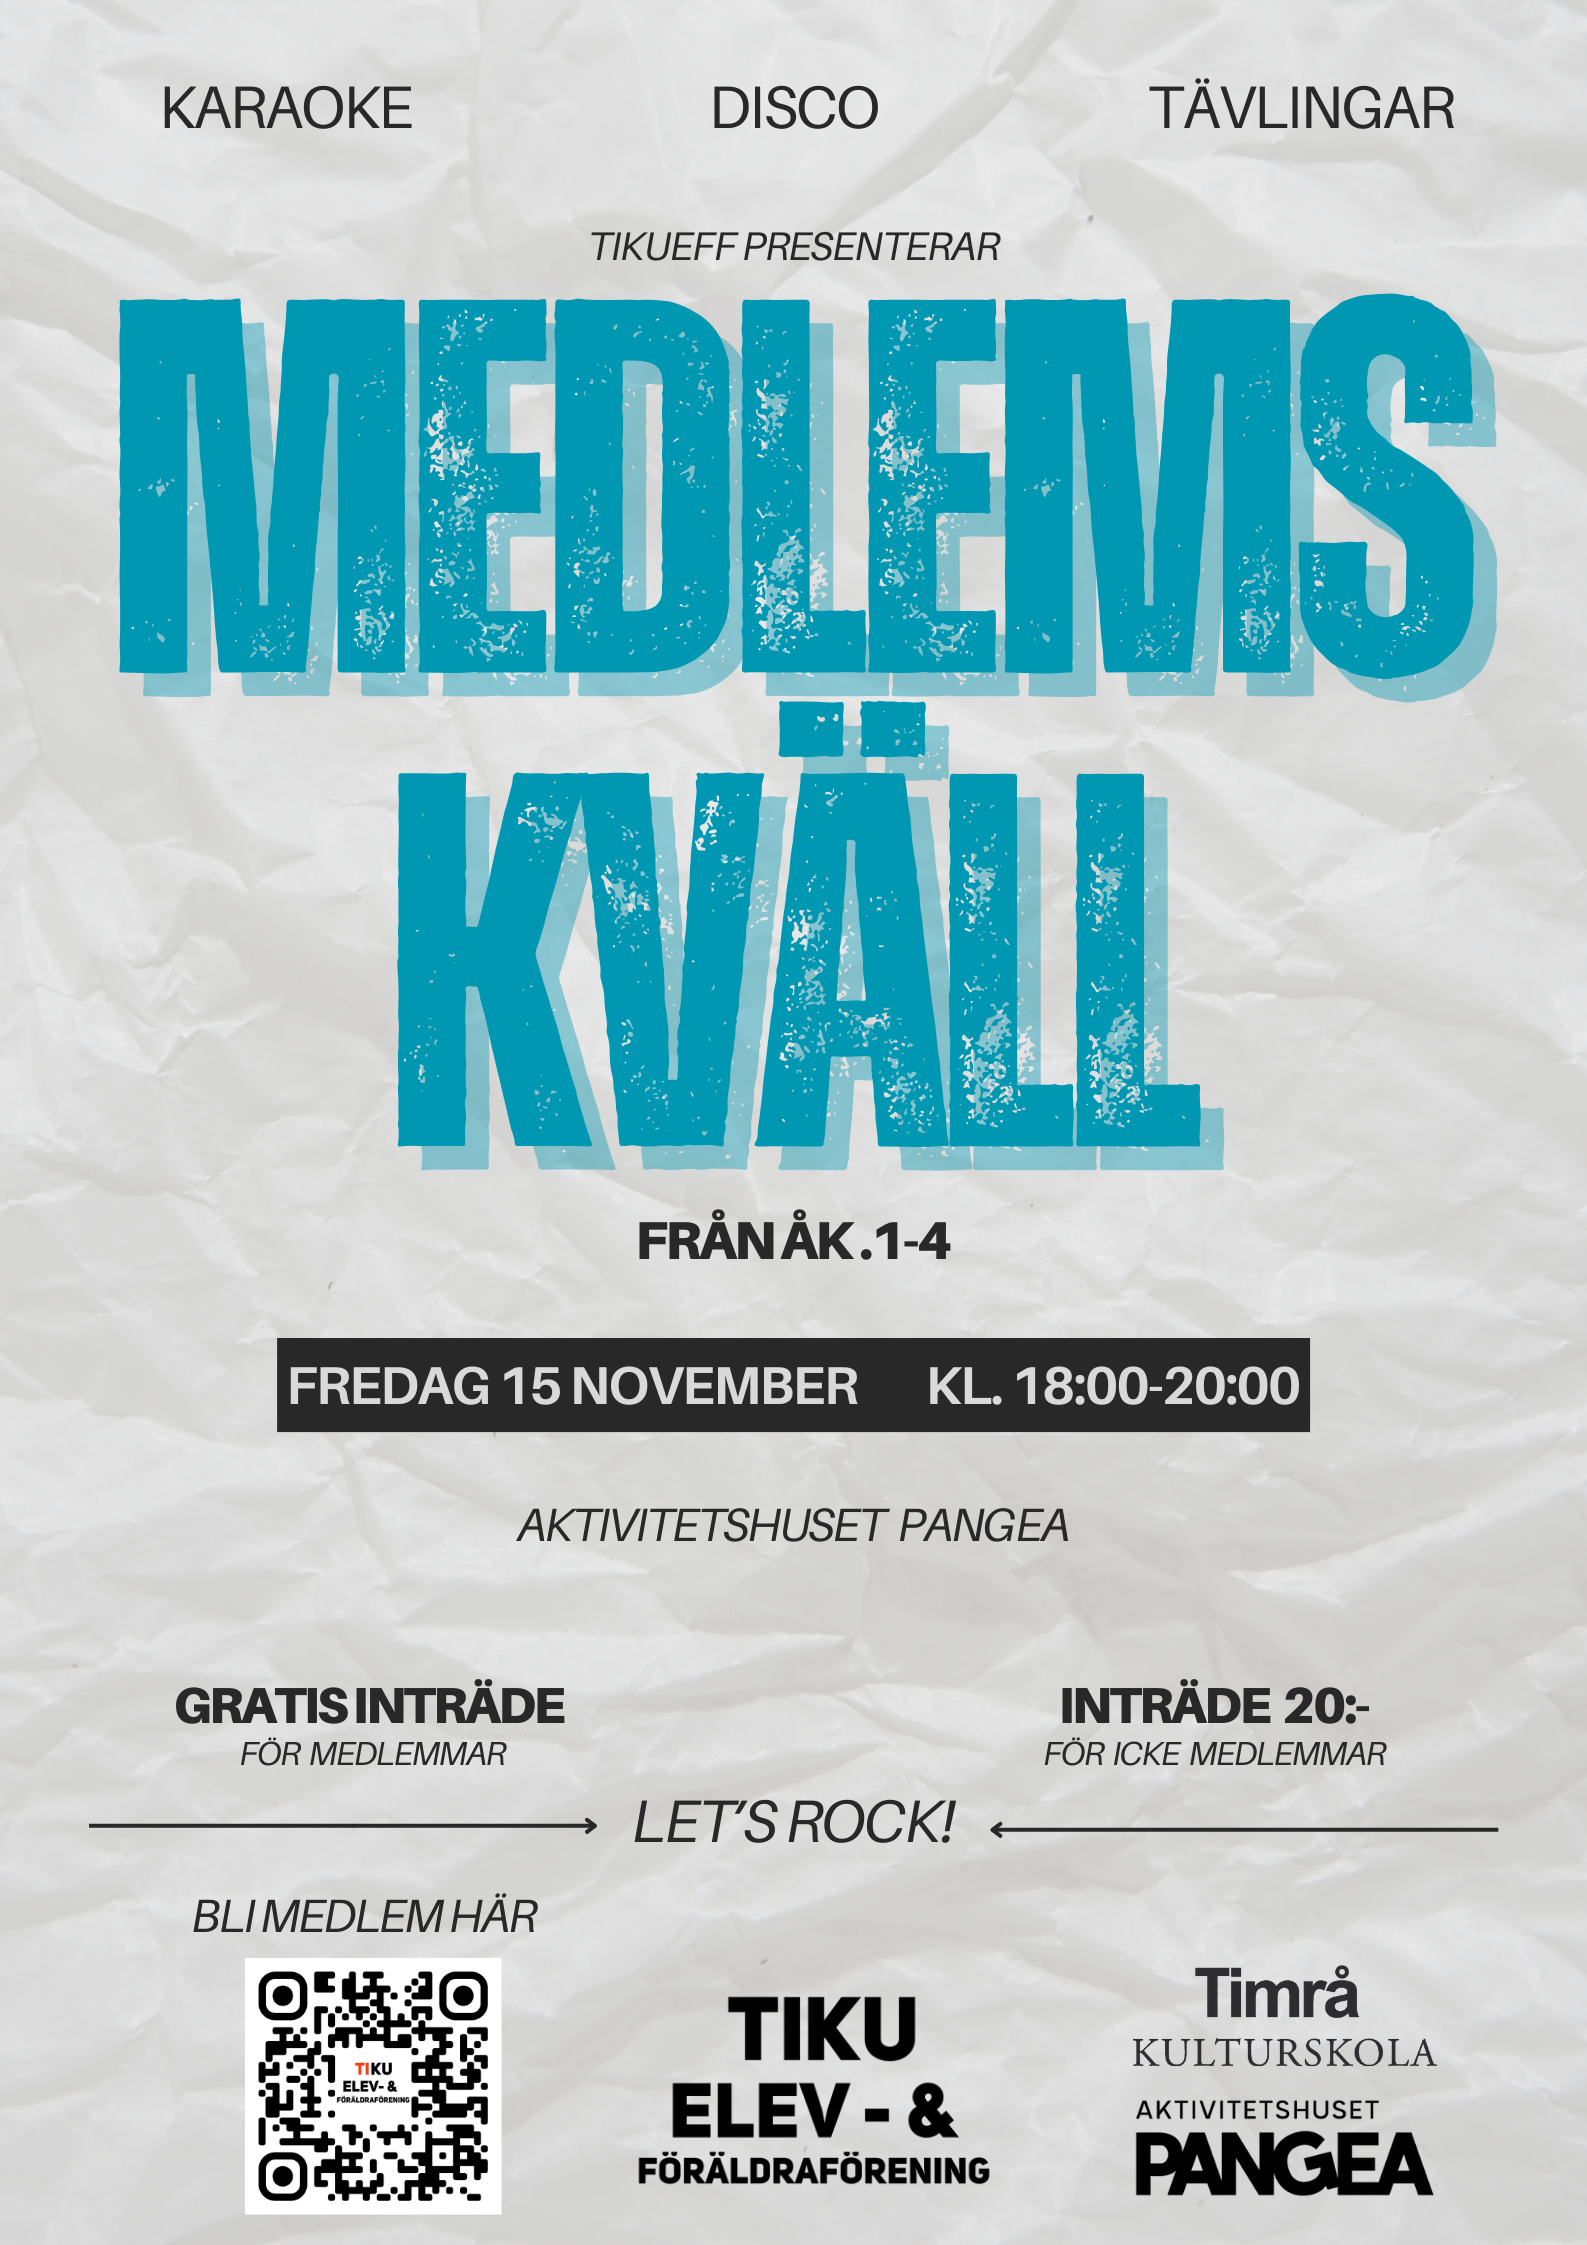 KARAOKE DISCO TÄVLINGAR
TIKUEFF PRESENTERAR
MEDLEMS
KVÄLL
FRÅN ÅK .1-4
FREDAG 15 NOVEMBER KL. 18:00-20:00
AKTIVITETSHUSET PANGEA
GRATIS INTRÄDE
FÖR MEDLEMMAR
INTRÄDE 20:-
FÖR ICKE MEDLEMMAR
LET'S ROCK!
BLI MEDLEM HÄR
TIKU
ELEV- &
FÖRÄLDRAFÖRENING
TIKU
ELEV - &
FÖRÄLDRAFÖRENING
Timrå
KULTURSKOLA
AKTIVITETSHUSET
PANGEA